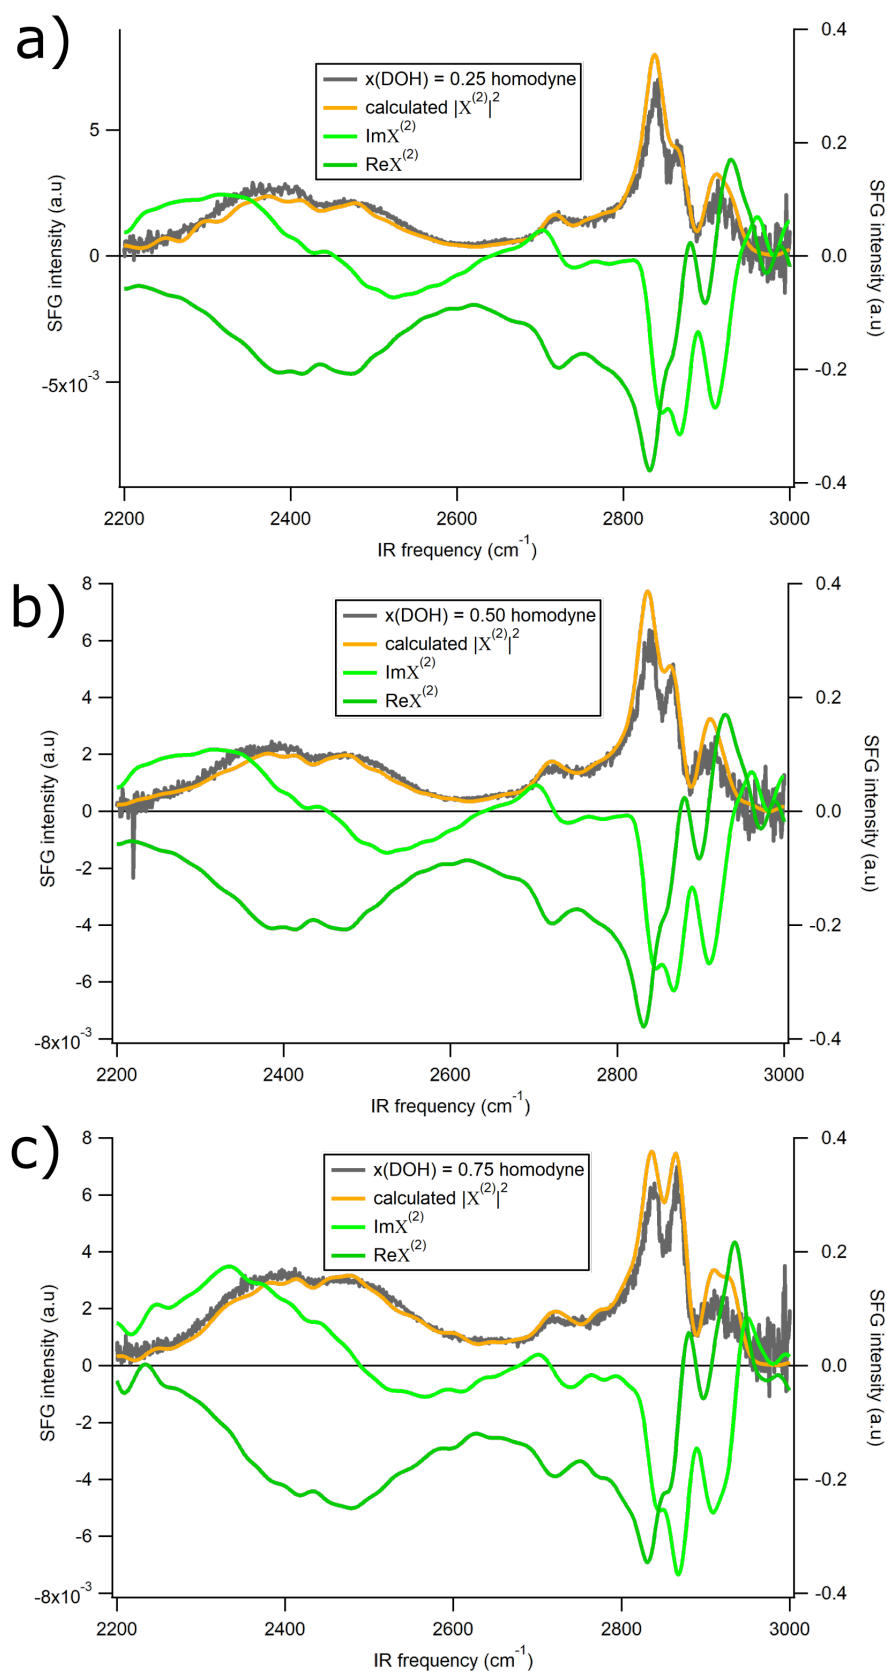 a)
0.4
x(DOH) = 0.25 homodyne
calculated |X^(2)|^2
ImX^(2)
ReX^(2)
5
0.2
0
0.0
-5x10^-3
-0.2
-0.4
SFG intensity (a.u)
SFG intensity (a.u)
2200 2400 2600 2800 3000
IR frequency (cm^-1)
b)
8
0.4
x(DOH) = 0.50 homodyne
calculated |X^(2)|^2
ImX^(2)
ReX^(2)
6
4
0.2
2
0
0.0
-2
-4
-0.2
-6
-8x10^-3
-0.4
SFG intensity (a.u)
SFG intensity (a.u)
2200 2400 2600 2800 3000
IR frequency (cm^-1)
c)
8
0.4
x(DOH) = 0.75 homodyne
calculated |X^(2)|^2
ImX^(2)
ReX^(2)
6
4
0.2
2
0
0.0
-2
-4
-0.2
-6
-8x10^-3
-0.4
SFG intensity (a.u)
SFG intensity (a.u)
2200 2400 2600 2800 3000
IR frequency (cm^-1)